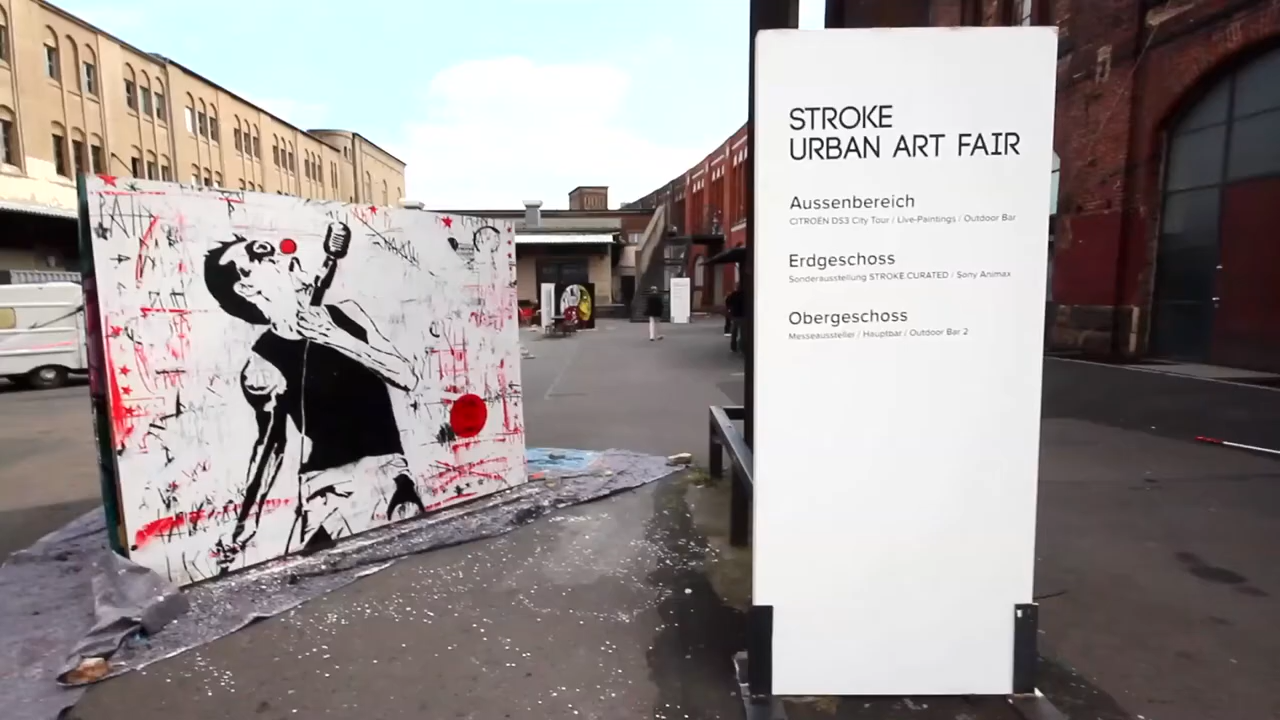 STROKE
URBAN ART FAIR
Aussenbereich
CITROËN DS3 City Tour / Live-Paintings / Outdoor Bar
Erdgeschoss
Sonderausstellung STROKE.CURATED / Sony Animax
Obergeschoss
Messeaussteller / Hauptbar / Outdoor Bar 2